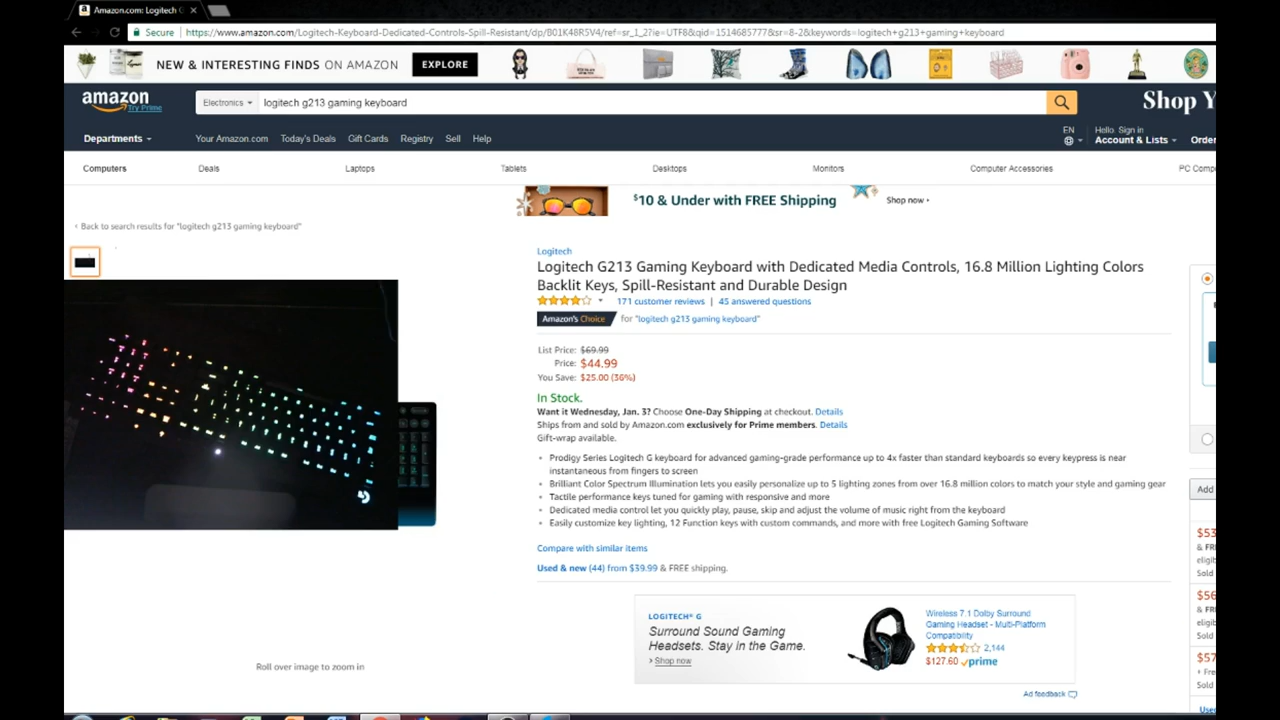 Amazon.com: Logitech G
Secure https://www.amazon.com/Logitech-Keyboard-Dedicated-Controls-Spill-Resistant/dp/B01K48R5V4/ref=sr_1_2?ie=UTF8&qid=1514685777&sr=8-2&keywords=logitech+g213+gaming+keyboard
NEW & INTERESTING FINDS ON AMAZON EXPLORE
amazon
Try Prime
Electronics logitech g213 gaming keyboard
Shop Y
Departments Your Amazon.com Today's Deals Gift Cards Registry Sell Help EN Hello. Sign in
Account & Lists Order
Computers Deals Laptops Tablets Desktops Monitors Computer Accessories PC Comp
$10 & Under with FREE Shipping Shop now ›
‹ Back to search results for "logitech g213 gaming keyboard"
Logitech
Logitech G213 Gaming Keyboard with Dedicated Media Controls, 16.8 Million Lighting Colors
Backlit Keys, Spill-Resistant and Durable Design
171 customer reviews | 45 answered questions
Amazon's Choice for "logitech g213 gaming keyboard"
List Price: $69.99
Price: $44.99
You Save: $25.00 (36%)
In Stock.
Want it Wednesday, Jan. 3? Choose One-Day Shipping at checkout. Details
Ships from and sold by Amazon.com exclusively for Prime members. Details
Gift-wrap available.
• Prodigy Series Logitech G keyboard for advanced gaming-grade performance up to 4x faster than standard keyboards so every keypress is near
instantaneous from fingers to screen
• Brilliant Color Spectrum Illumination lets you easily personalize up to 5 lighting zones from over 16.8 million colors to match your style and gaming gear
• Tactile performance keys tuned for gaming with responsive and more
• Dedicated media control let you quickly play, pause, skip and adjust the volume of music right from the keyboard
• Easily customize key lighting, 12 Function keys with custom commands, and more with free Logitech Gaming Software
Compare with similar items
Used & new (44) from $39.99 & FREE shipping.
Add
$53
& FR
eligib
Sold
$56
& FR
eligib
Sold
$57
+ Fre
Sold
Used
LOGITECH® G
Surround Sound Gaming
Headsets. Stay in the Game.
› Shop now
Wireless 7.1 Dolby Surround
Gaming Headset - Multi-Platform
Compatibility
2,144
$127.60 prime
Roll over image to zoom in
Ad feedback